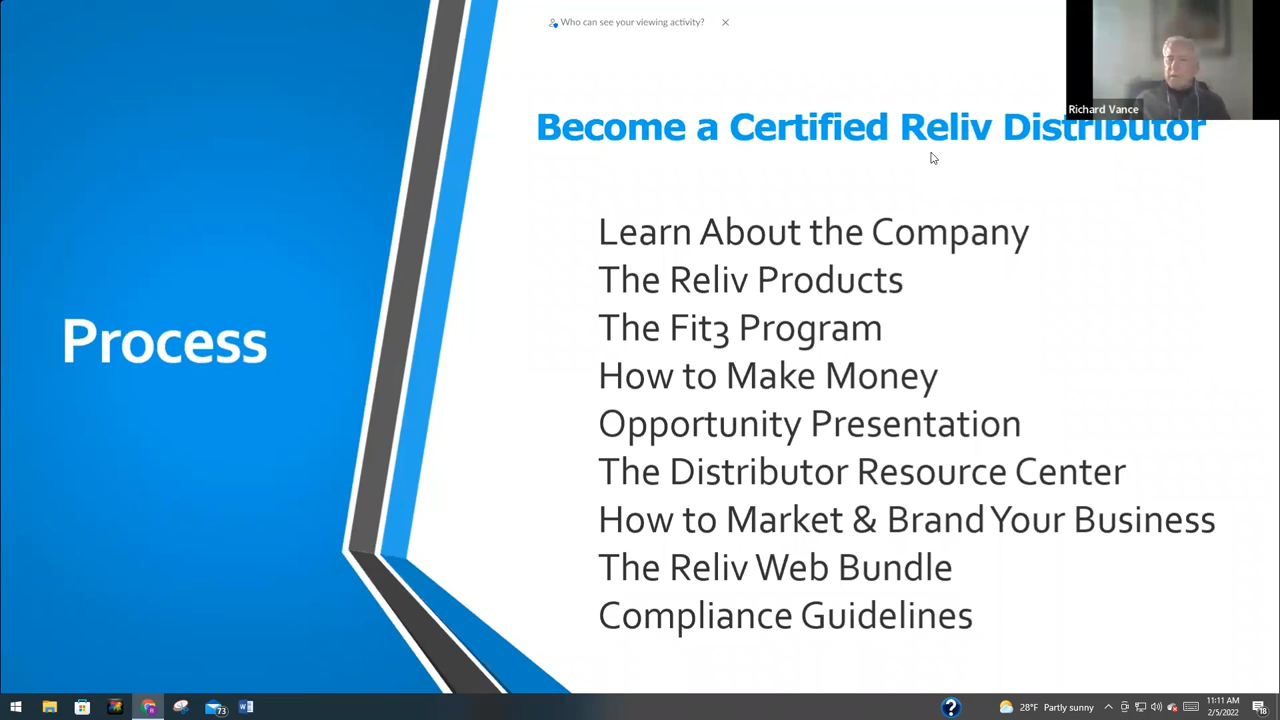 Who can see your viewing activity?
Richard Vance
Become a Certified Reliv Distributor
Process
Learn About the Company
The Reliv Products
The Fit3 Program
How to Make Money
Opportunity Presentation
The Distributor Resource Center
How to Market & Brand Your Business
The Reliv Web Bundle
Compliance Guidelines
73
28°F Partly sunny
11:11 AM
2/5/2022
18